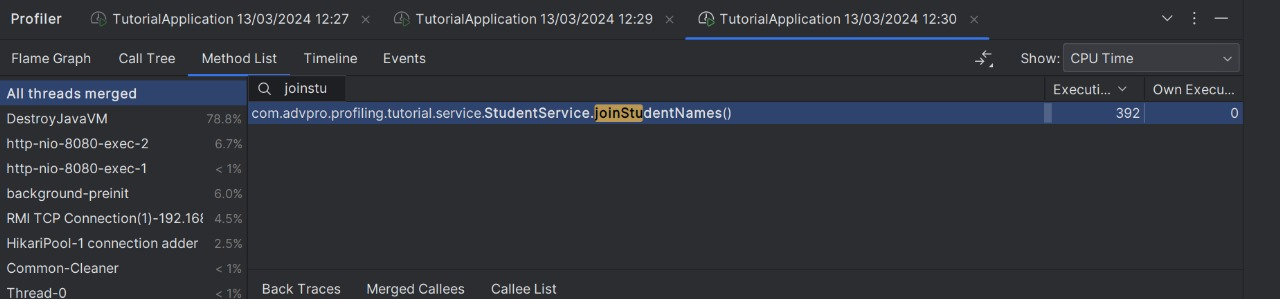 Profiler TutorialApplication 13/03/2024 12:27 TutorialApplication 13/03/2024 12:29 TutorialApplication 13/03/2024 12:30
Flame Graph Call Tree Method List Timeline Events Show: CPU Time
All threads merged
DestroyJavaVM 78.8%
http-nio-8080-exec-2 6.7%
http-nio-8080-exec-1 < 1%
background-preinit 6.0%
RMI TCP Connection(1)-192.168 4.5%
HikariPool-1 connection adder 2.5%
Common-Cleaner < 1%
Thread-0 < 1%
joinstu Executi... Own Execu...
com.advpro.profiling.tutorial.service.StudentService.joinStudentNames() 392 0
Back Traces Merged Callees Callee List